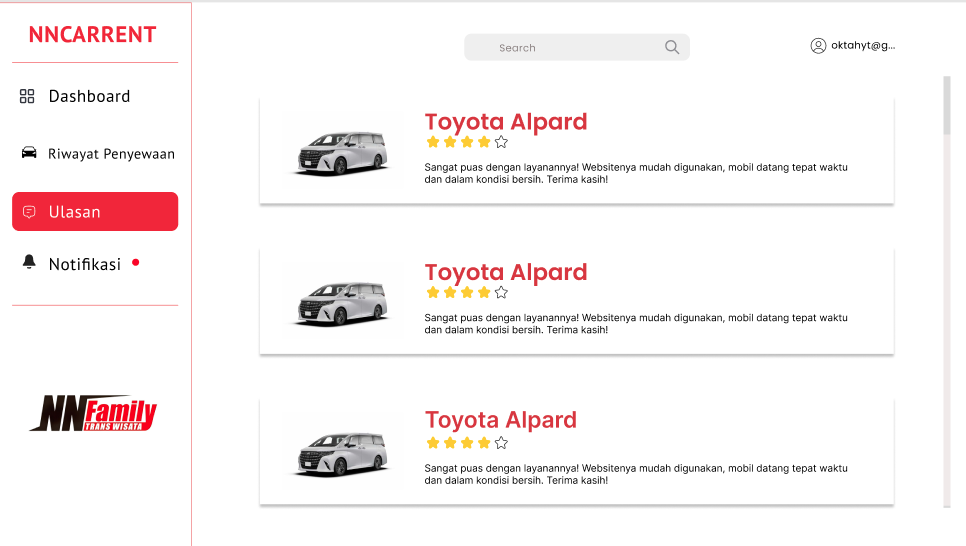 NNCARRENT
Search
oktahyt@g...
Dashboard
Riwayat Penyewaan
Ulasan
Notifikasi
NNFamily
TRANS WISATA
Toyota Alpard
Sangat puas dengan layanannya! Websitenya mudah digunakan, mobil datang tepat waktu
dan dalam kondisi bersih. Terima kasih!
Toyota Alpard
Sangat puas dengan layanannya! Websitenya mudah digunakan, mobil datang tepat waktu
dan dalam kondisi bersih. Terima kasih!
Toyota Alpard
Sangat puas dengan layanannya! Websitenya mudah digunakan, mobil datang tepat waktu
dan dalam kondisi bersih. Terima kasih!